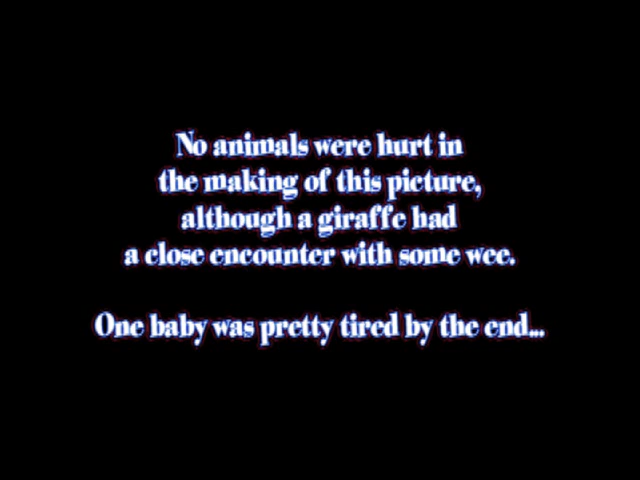 No animals were hurt in
the making of this picture,
although a giraffe had
a close encounter with some wee.
One baby was pretty tired by the end...